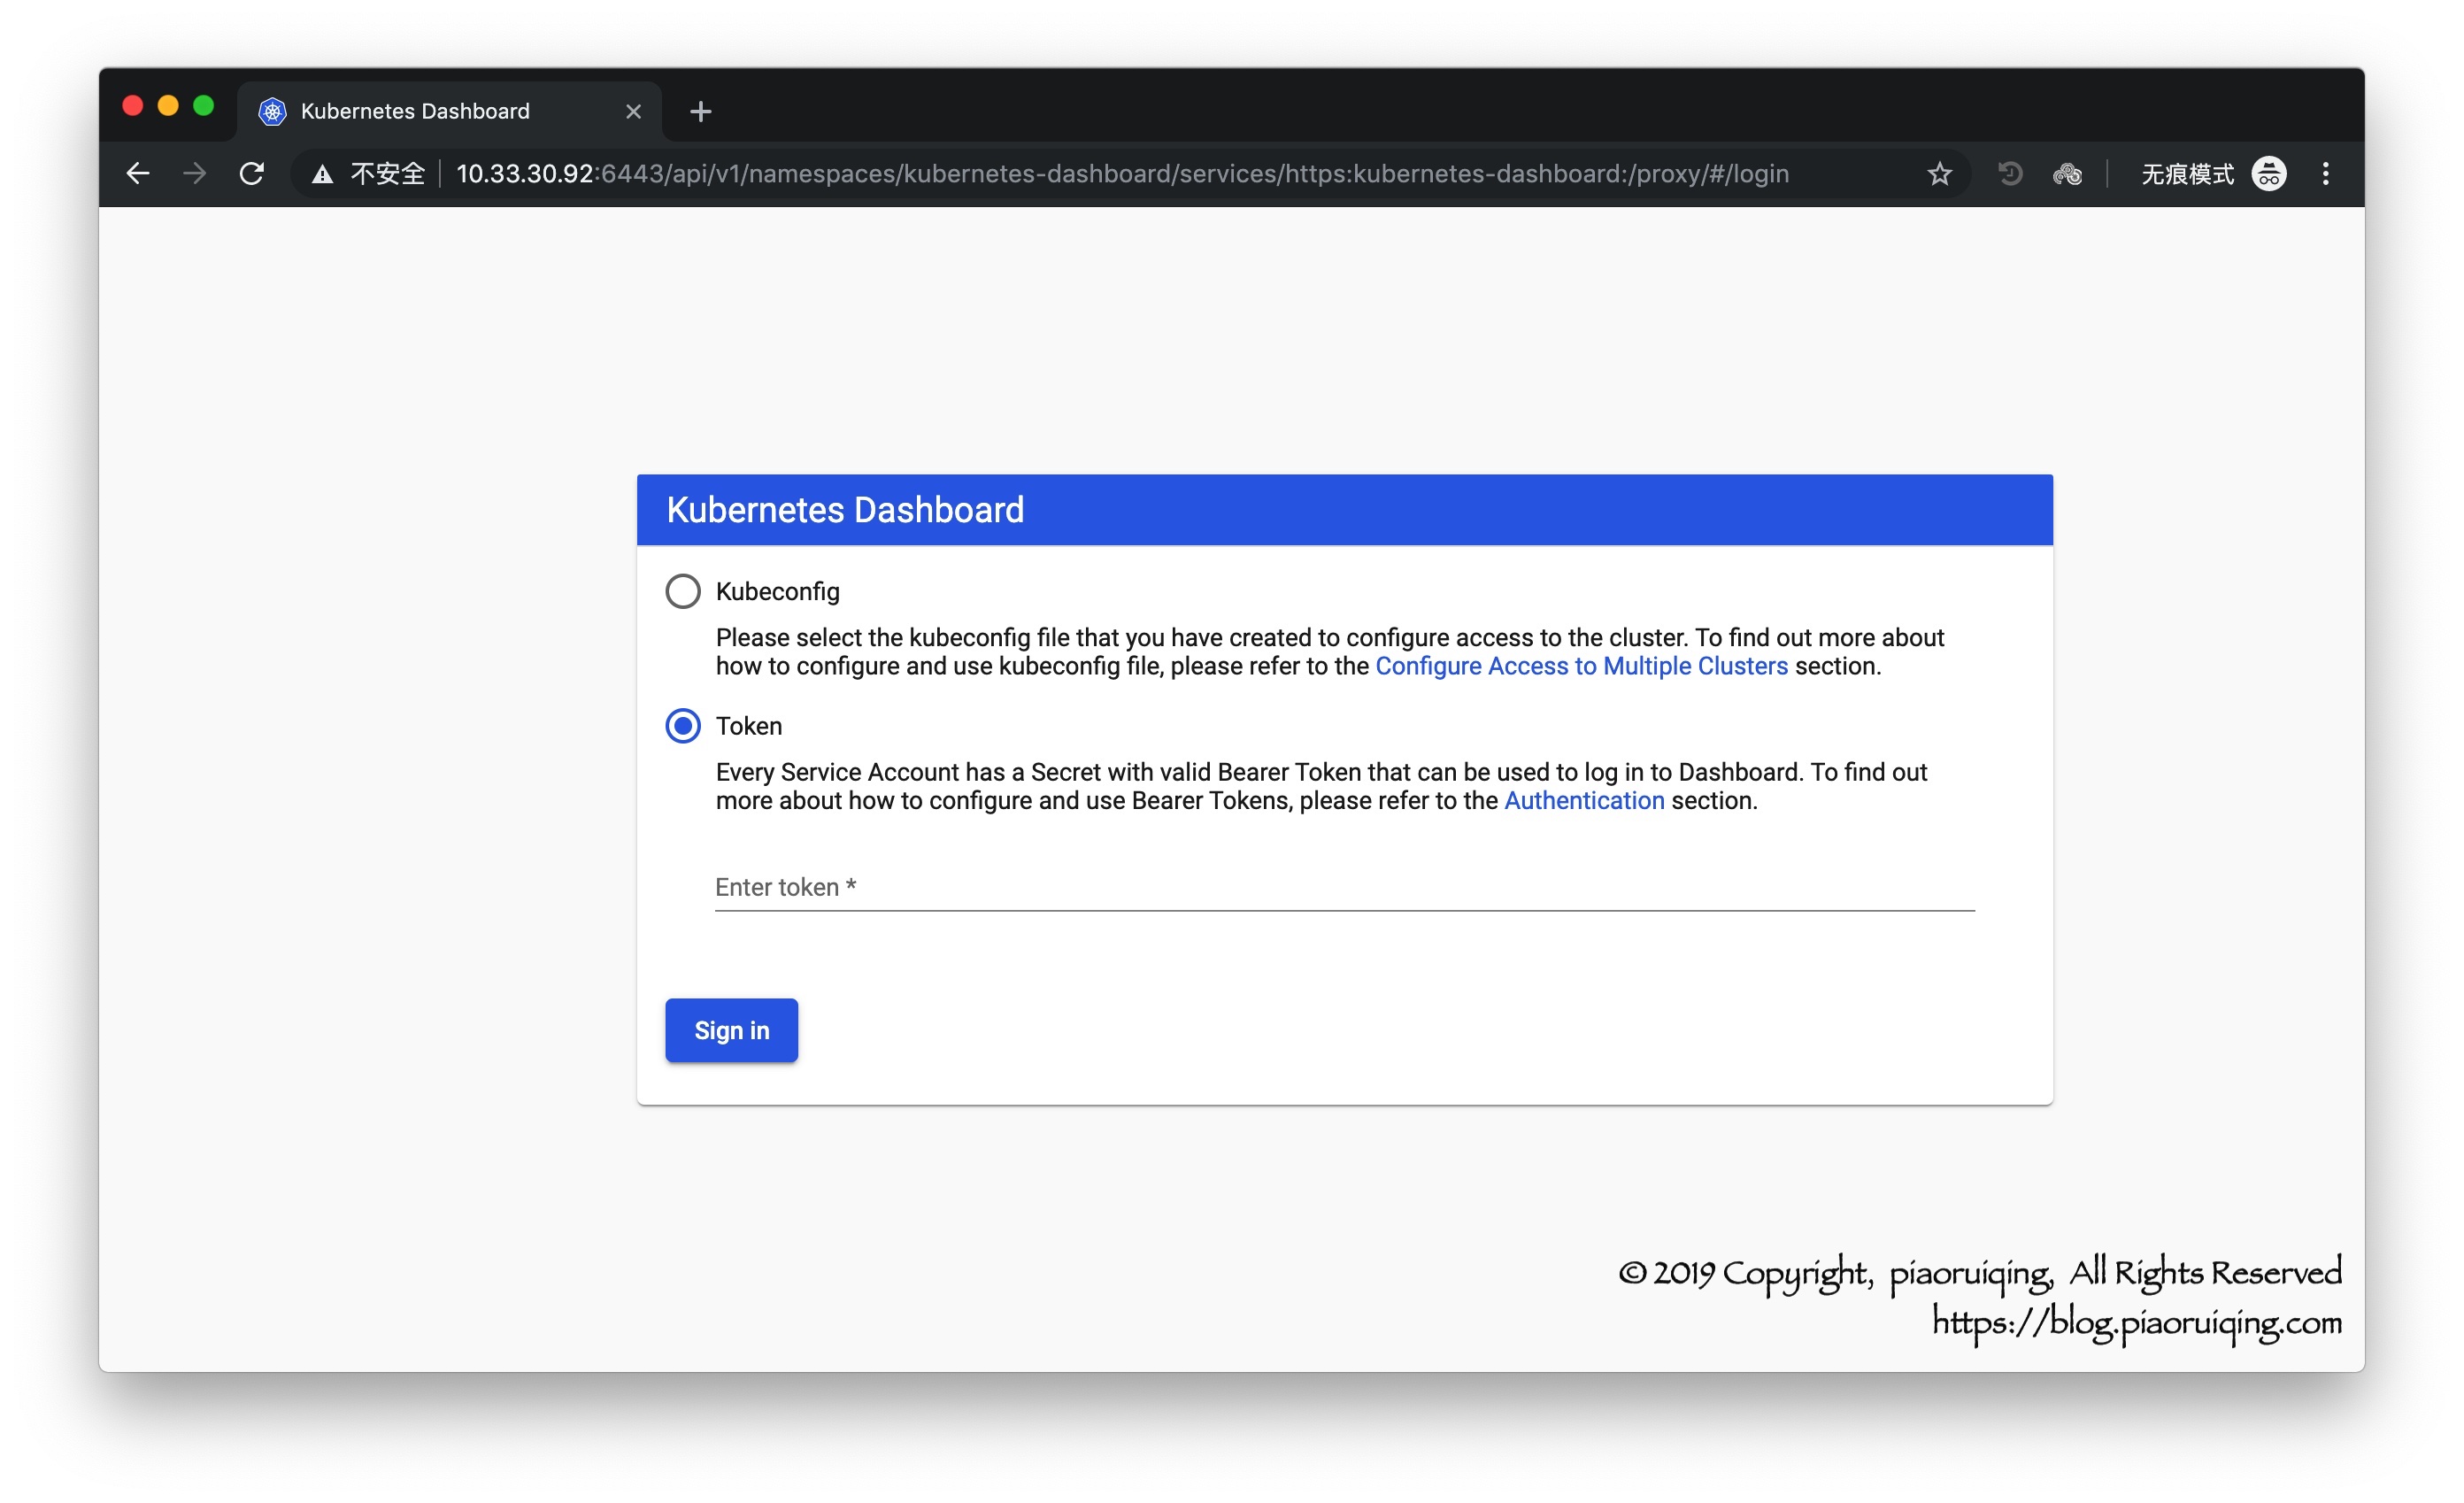 Kubernetes Dashboard
不安全 10.33.30.92:6443/api/v1/namespaces/kubernetes-dashboard/services/https:kubernetes-dashboard:/proxy/#/login 无痕模式
Kubernetes Dashboard
Kubeconfig
Please select the kubeconfig file that you have created to configure access to the cluster. To find out more about
how to configure and use kubeconfig file, please refer to the Configure Access to Multiple Clusters section.
Token
Every Service Account has a Secret with valid Bearer Token that can be used to log in to Dashboard. To find out
more about how to configure and use Bearer Tokens, please refer to the Authentication section.
Enter token *
Sign in
© 2019 Copyright, piaoruiqing, All Rights Reserved
https://blog.piaoruiqing.com